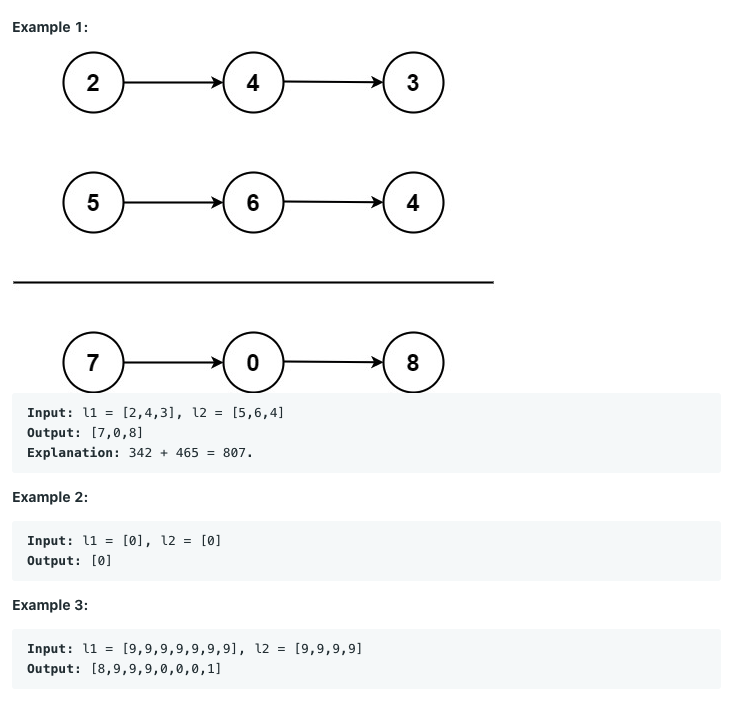 Example 1:
2 4 3
5 6 4
7 0 8
Input: l1 = [2,4,3], l2 = [5,6,4]
Output: [7,0,8]
Explanation: 342 + 465 = 807.
Example 2:
Input: l1 = [0], l2 = [0]
Output: [0]
Example 3:
Input: l1 = [9,9,9,9,9,9,9], l2 = [9,9,9,9]
Output: [8,9,9,9,0,0,0,1]